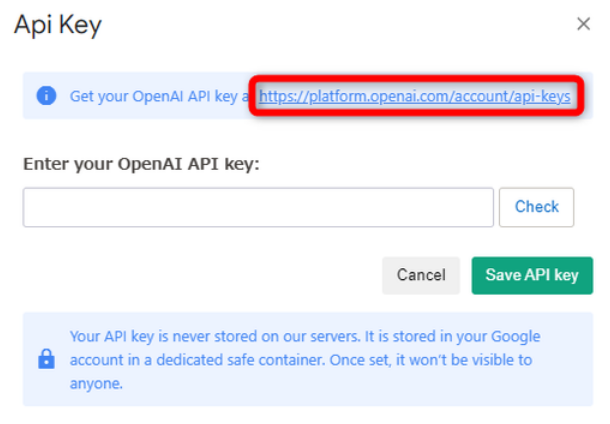 Api Key
Get your OpenAI API key a https://platform.openai.com/account/api-keys
Enter your OpenAI API key:
Check
Cancel
Save API key
Your API key is never stored on our servers. It is stored in your Google
account in a dedicated safe container. Once set, it won't be visible to
anyone.